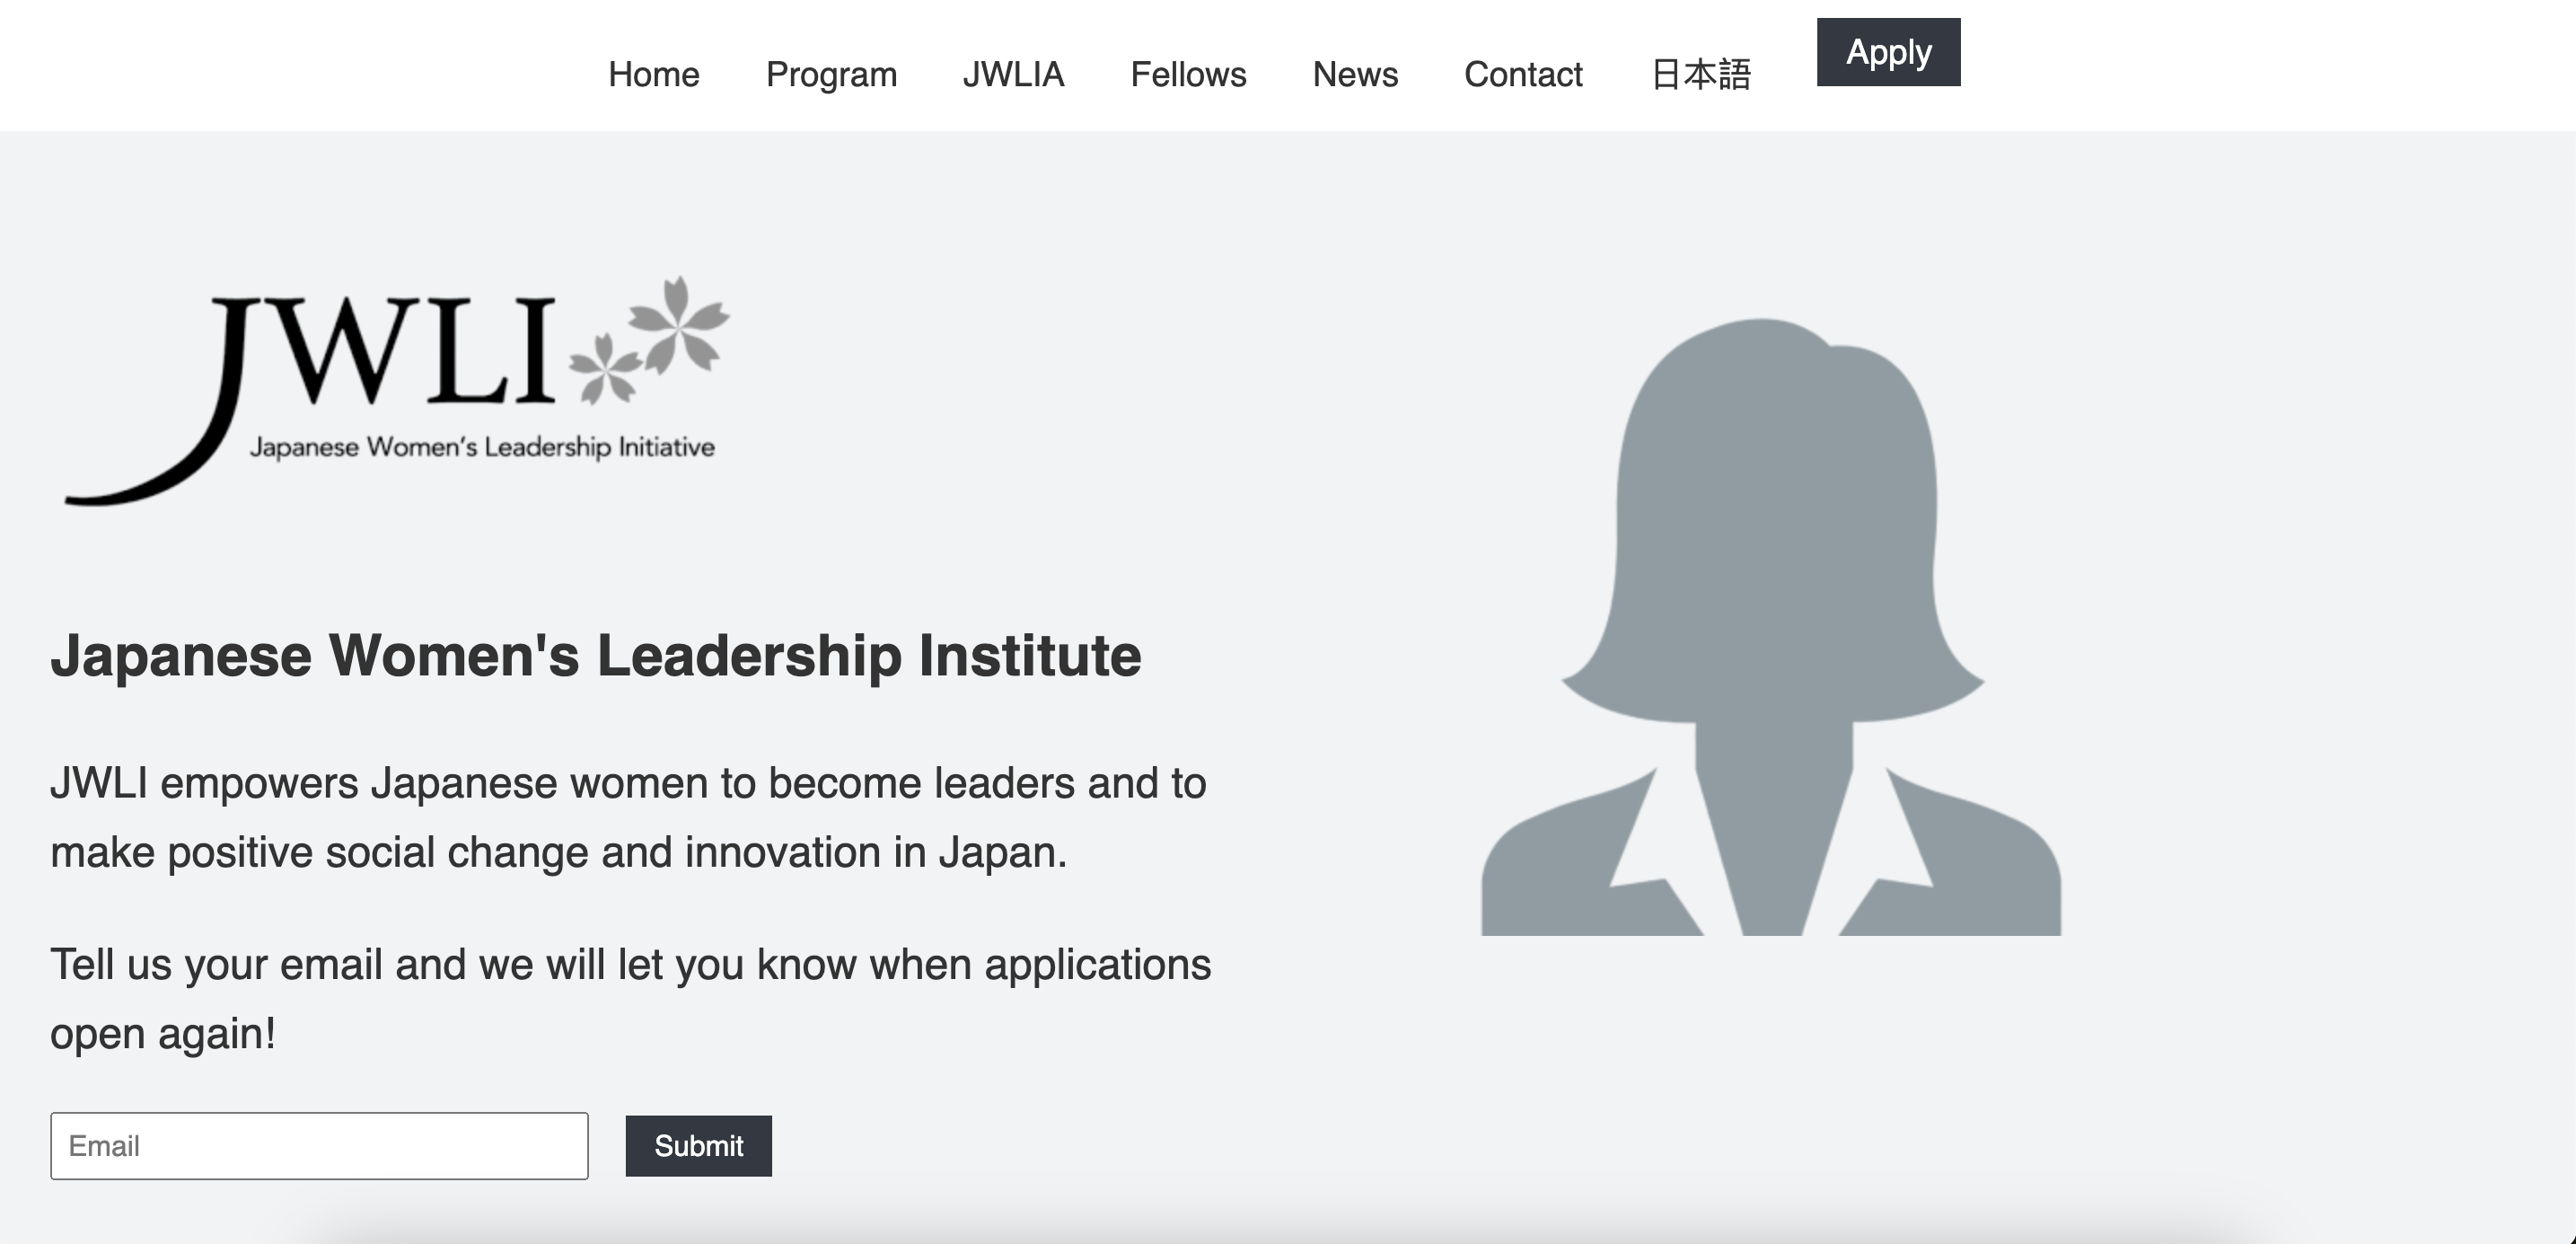 Home Program JWLIA Fellows News Contact 日本語 Apply
JWLI
Japanese Women's Leadership Initiative
Japanese Women's Leadership Institute
JWLI empowers Japanese women to become leaders and to
make positive social change and innovation in Japan.
Tell us your email and we will let you know when applications
open again!
Email Submit